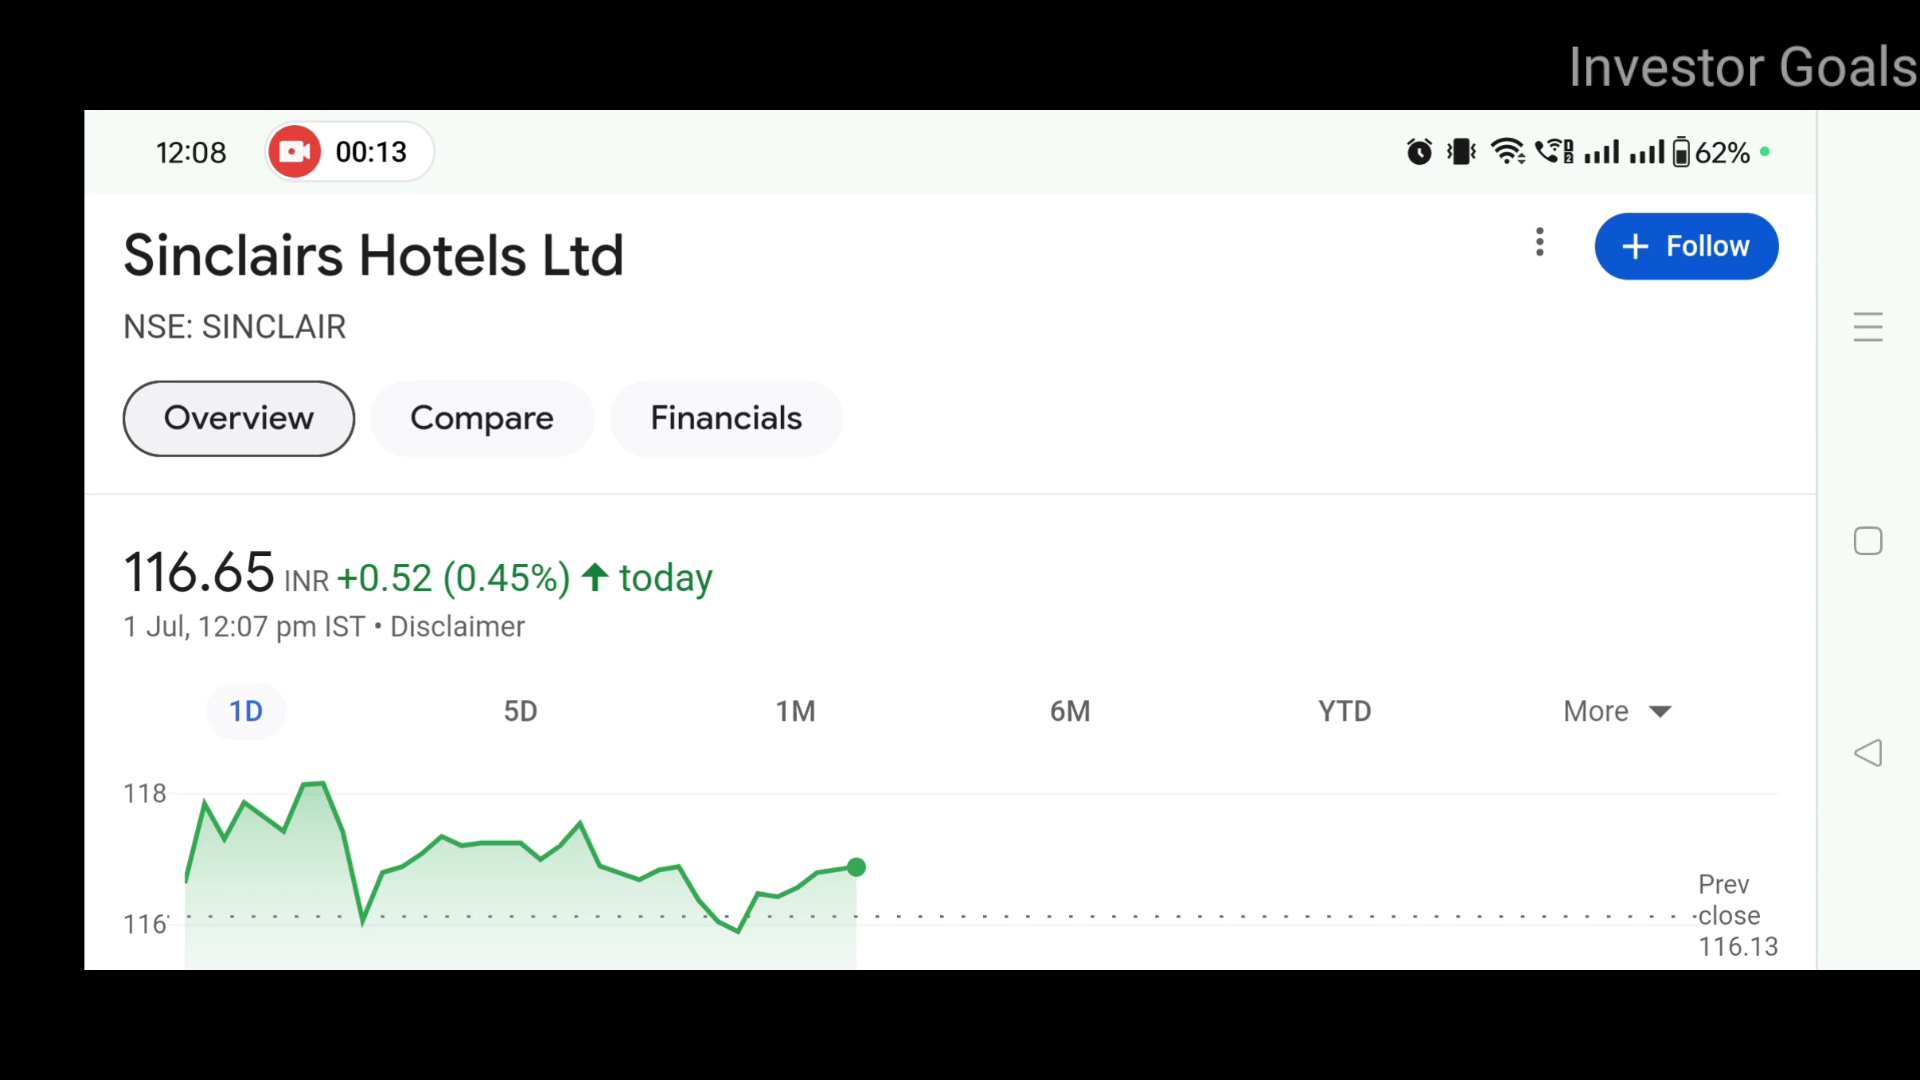 Investor Goals
12:08 00:13 62%
Sinclairs Hotels Ltd
+ Follow
NSE: SINCLAIR
Overview Compare Financials
116.65 INR +0.52 (0.45%) ↑ today
1 Jul, 12:07 pm IST • Disclaimer
1D 5D 1M 6M YTD More
118
116
Prev
close
116.13